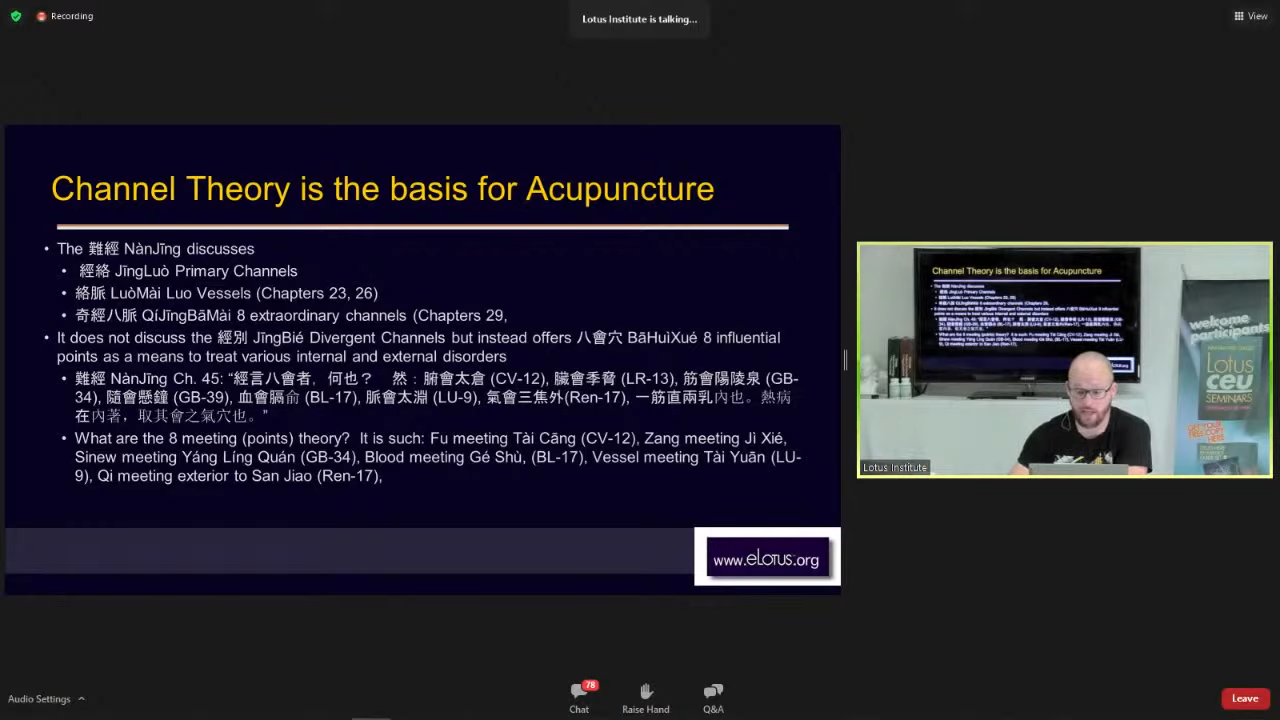 Recording
Lotus Institute is talking...
View
Channel Theory is the basis for Acupuncture
• The 難經 NànJīng discusses
• 經絡 JīngLuò Primary Channels
• 絡脈 LuòMài Luo Vessels (Chapters 23, 26)
• 奇經八脈 QíJīngBāMài 8 extraordinary channels (Chapters 29,
• It does not discuss the 經別 JīngBié Divergent Channels but instead offers 八會穴 BāHuìXué 8 influential
points as a means to treat various internal and external disorders
• 難經 NànJīng Ch. 45: “經言八會者，何也？ 然：腑會太倉 (CV-12), 臟會季脅 (LR-13), 筋會陽陵泉 (GB-
34), 隨會懸鐘 (GB-39), 血會膈俞 (BL-17), 脈會太淵 (LU-9), 氣會三焦外(Ren-17), 一筋直兩乳內也。熱病
在內著，取其會之氣穴也。”
• What are the 8 meeting (points) theory? It is such: Fu meeting Tài Cāng (CV-12), Zang meeting Jì Xié,
Sinew meeting Yáng Líng Quán (GB-34), Blood meeting Gé Shū, (BL-17), Vessel meeting Tài Yuān (LU-
9), Qi meeting exterior to San Jiao (Ren-17),
www.eLotus.org
Channel Theory is the basis for Acupuncture
welcome
participants
LOTUS
ceu
SEMINARS
Lotus Institute
Audio Settings
78
Chat
Raise Hand
Q&A
Leave